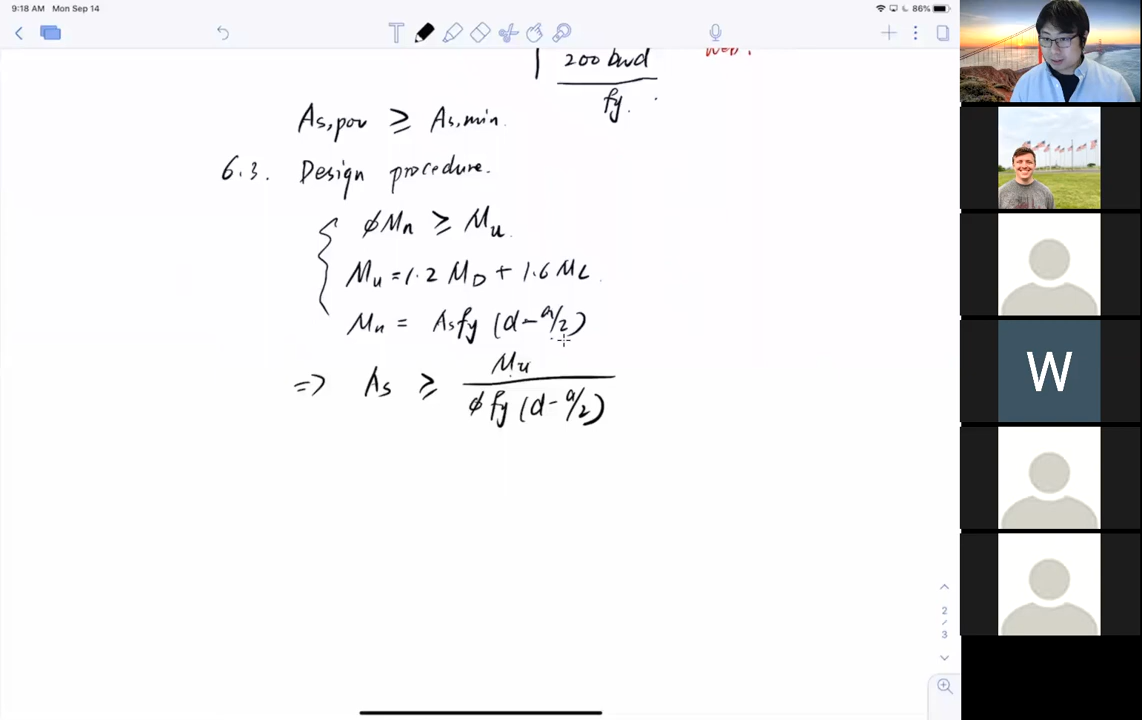 9:18 AM Mon Sep 14
86%
200 bwd
fy.
As,pov ≥ As,min.
6.3. Design procedure.
φMn ≥ Mu.
Mu = 1.2 MD + 1.6 ML.
Mn = Asfy (d - a/2)
=> As ≥ Mu
φ fy (d - a/2)
2
/
3
W